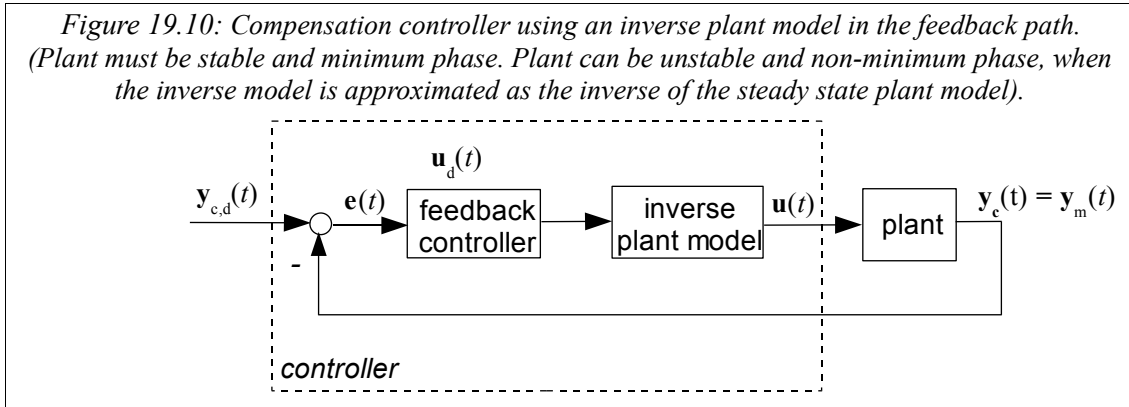 Figure 19.10: Compensation controller using an inverse plant model in the feedback path.
(Plant must be stable and minimum phase. Plant can be unstable and non-minimum phase, when
the inverse model is approximated as the inverse of the steady state plant model).
u_d(t)
y_c,d(t)
e(t)
feedback
controller
inverse
plant model
u(t)
plant
y_c(t) = y_m(t)
-
controller